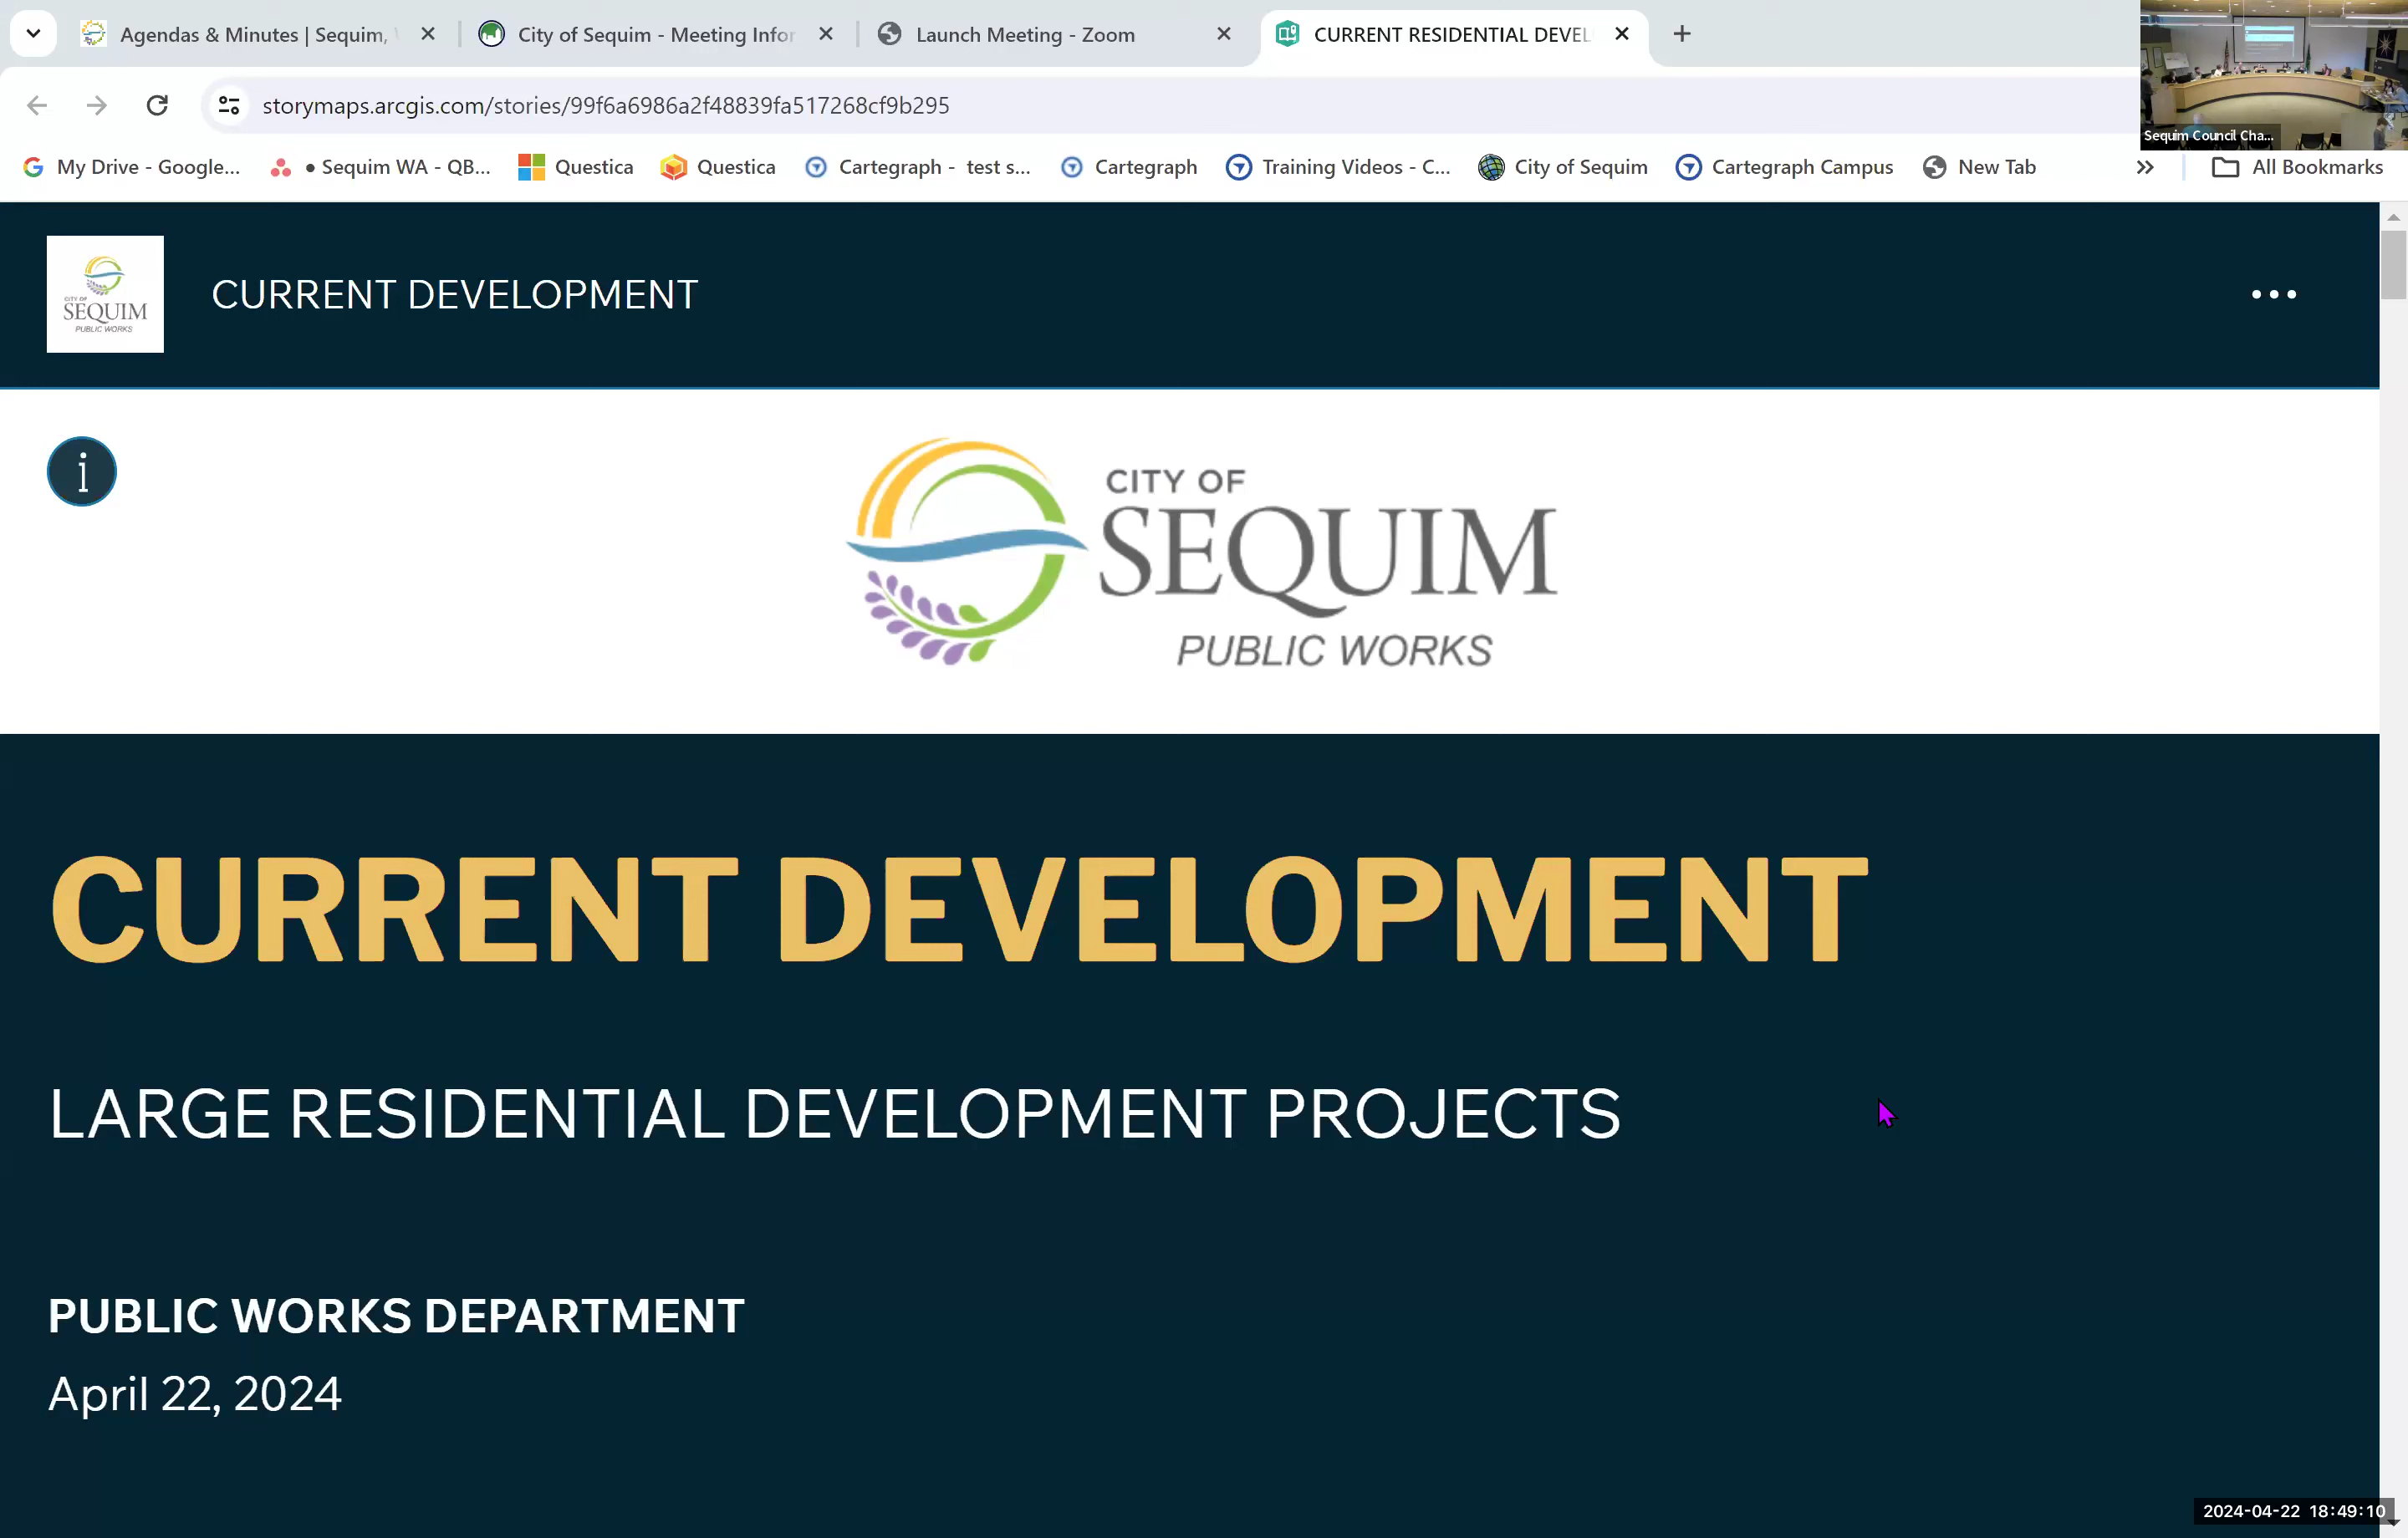 Agendas & Minutes | Sequim,
City of Sequim - Meeting Infor
Launch Meeting - Zoom
CURRENT RESIDENTIAL DEVEL
storymaps.arcgis.com/stories/99f6a6986a2f48839fa517268cf9b295
Sequim Council Cha...
My Drive - Google...
• Sequim WA - QB...
Questica
Questica
Cartegraph - test s...
Cartegraph
Training Videos - C...
City of Sequim
Cartegraph Campus
New Tab
All Bookmarks
CITY OF
SEQUIM
PUBLIC WORKS
CURRENT DEVELOPMENT
CITY OF
SEQUIM
PUBLIC WORKS
CURRENT DEVELOPMENT
LARGE RESIDENTIAL DEVELOPMENT PROJECTS
PUBLIC WORKS DEPARTMENT
April 22, 2024
2024-04-22 18:49:10